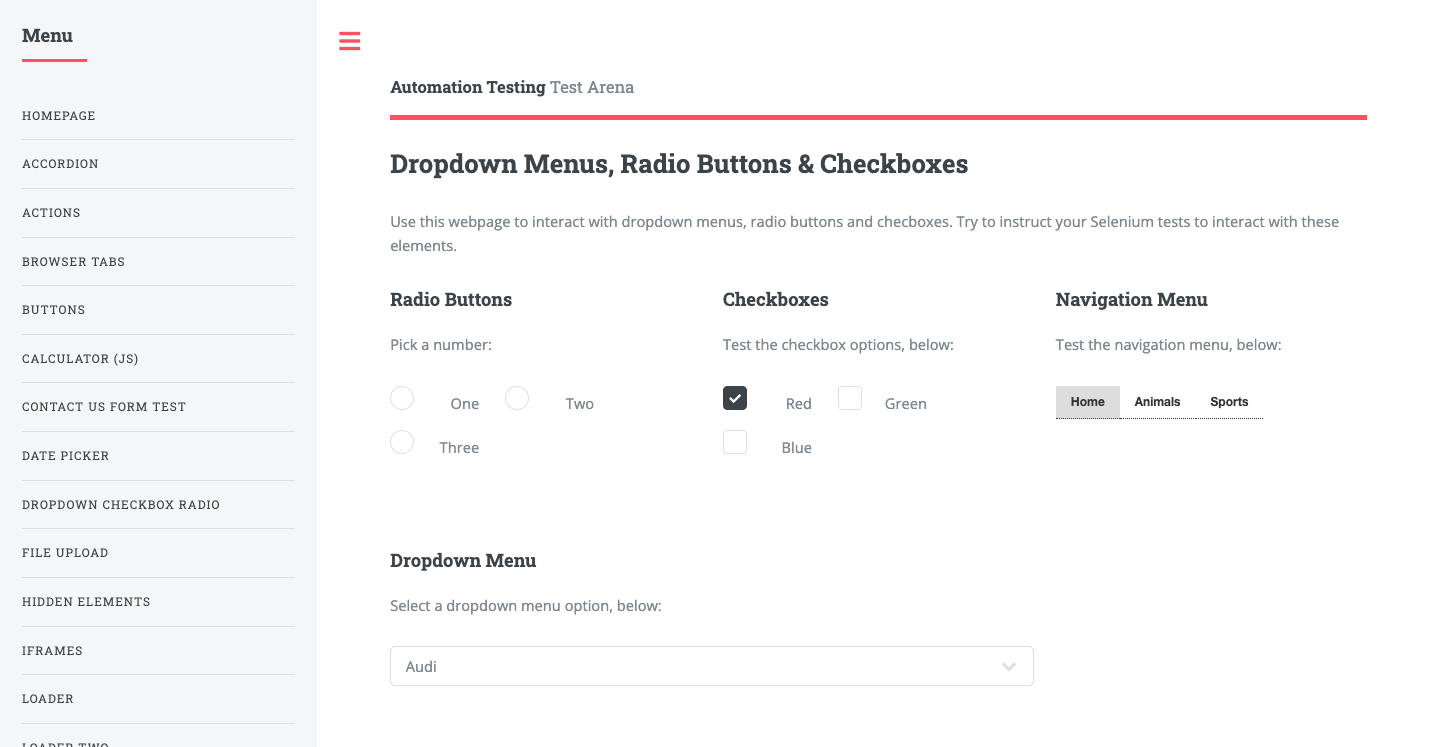 Menu
HOMEPAGE
ACCORDION
ACTIONS
BROWSER TABS
BUTTONS
CALCULATOR (JS)
CONTACT US FORM TEST
DATE PICKER
DROPDOWN CHECKBOX RADIO
FILE UPLOAD
HIDDEN ELEMENTS
IFRAMES
LOADER
LOADER TWO
Automation Testing Test Arena
Dropdown Menus, Radio Buttons & Checkboxes
Use this webpage to interact with dropdown menus, radio buttons and checboxes. Try to instruct your Selenium tests to interact with these
elements.
Radio Buttons
Pick a number:
One Two
Three
Checkboxes
Test the checkbox options, below:
Red Green
Blue
Navigation Menu
Test the navigation menu, below:
Home Animals Sports
Dropdown Menu
Select a dropdown menu option, below:
Audi